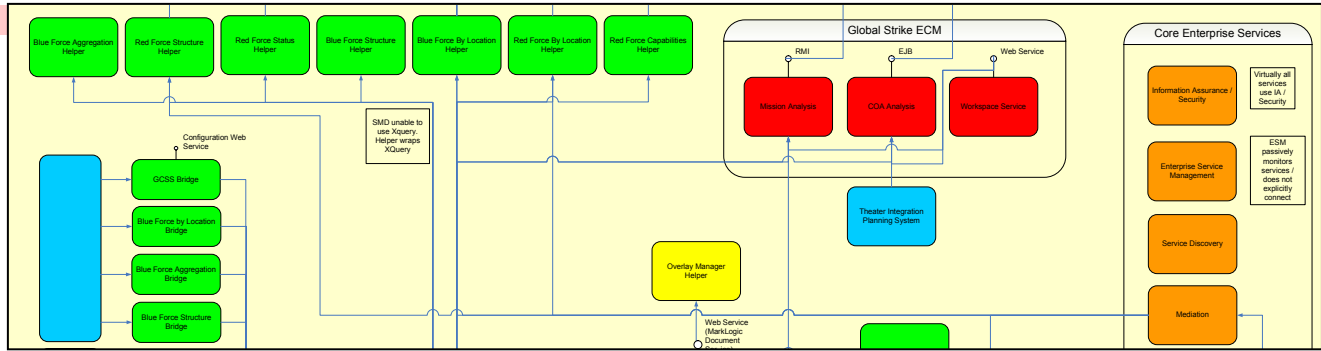 Blue Force Aggregation
Helper
Red Force Structure
Helper
Red Force Status
Helper
Blue Force Structure
Helper
Blue Force By Location
Helper
Red Force By Location
Helper
Red Force Capabilities
Helper
Global Strike ECM
RMI
EJB
Web Service
Mission Analysis
COA Analysis
Workspace Service
Core Enterprise Services
Information Assurance /
Security
Virtually all
services
use IA /
Security
SMD unable to
use Xquery.
Helper wraps
XQuery
Configuration Web
Service
GCSS Bridge
Enterprise Service
Management
ESM
passively
monitors
services /
does not
explicitly
connect
Blue Force by Location
Bridge
Theater Integration
Planning System
Service Discovery
Blue Force Aggregation
Bridge
Overlay Manager
Helper
Blue Force Structure
Bridge
Mediation
Web Service
(MarkLogic
Document
Service)